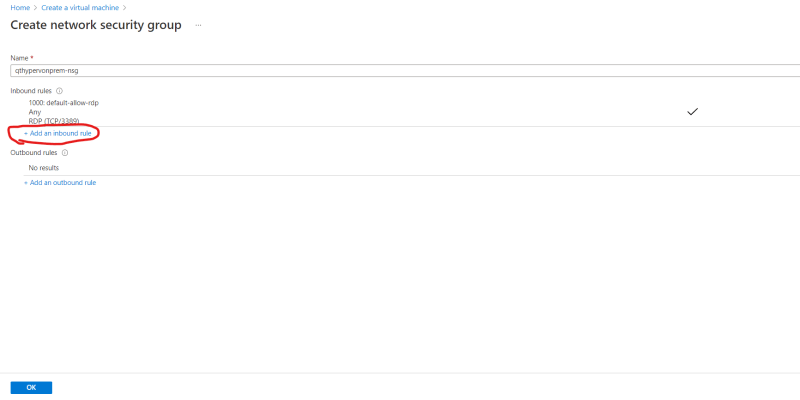 Home > Create a virtual machine >
Create network security group ...
Name *
qthypervonprem-nsg
Inbound rules
1000: default-allow-rdp
Any
RDP (TCP/3389)
+ Add an inbound rule
Outbound rules
No results
+ Add an outbound rule
OK